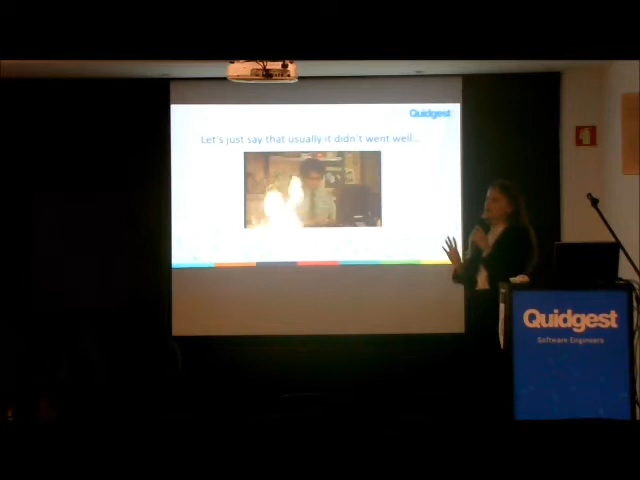 Quidgest
Let's just say that usually it didn't went well...
Quidgest
Software Engineers